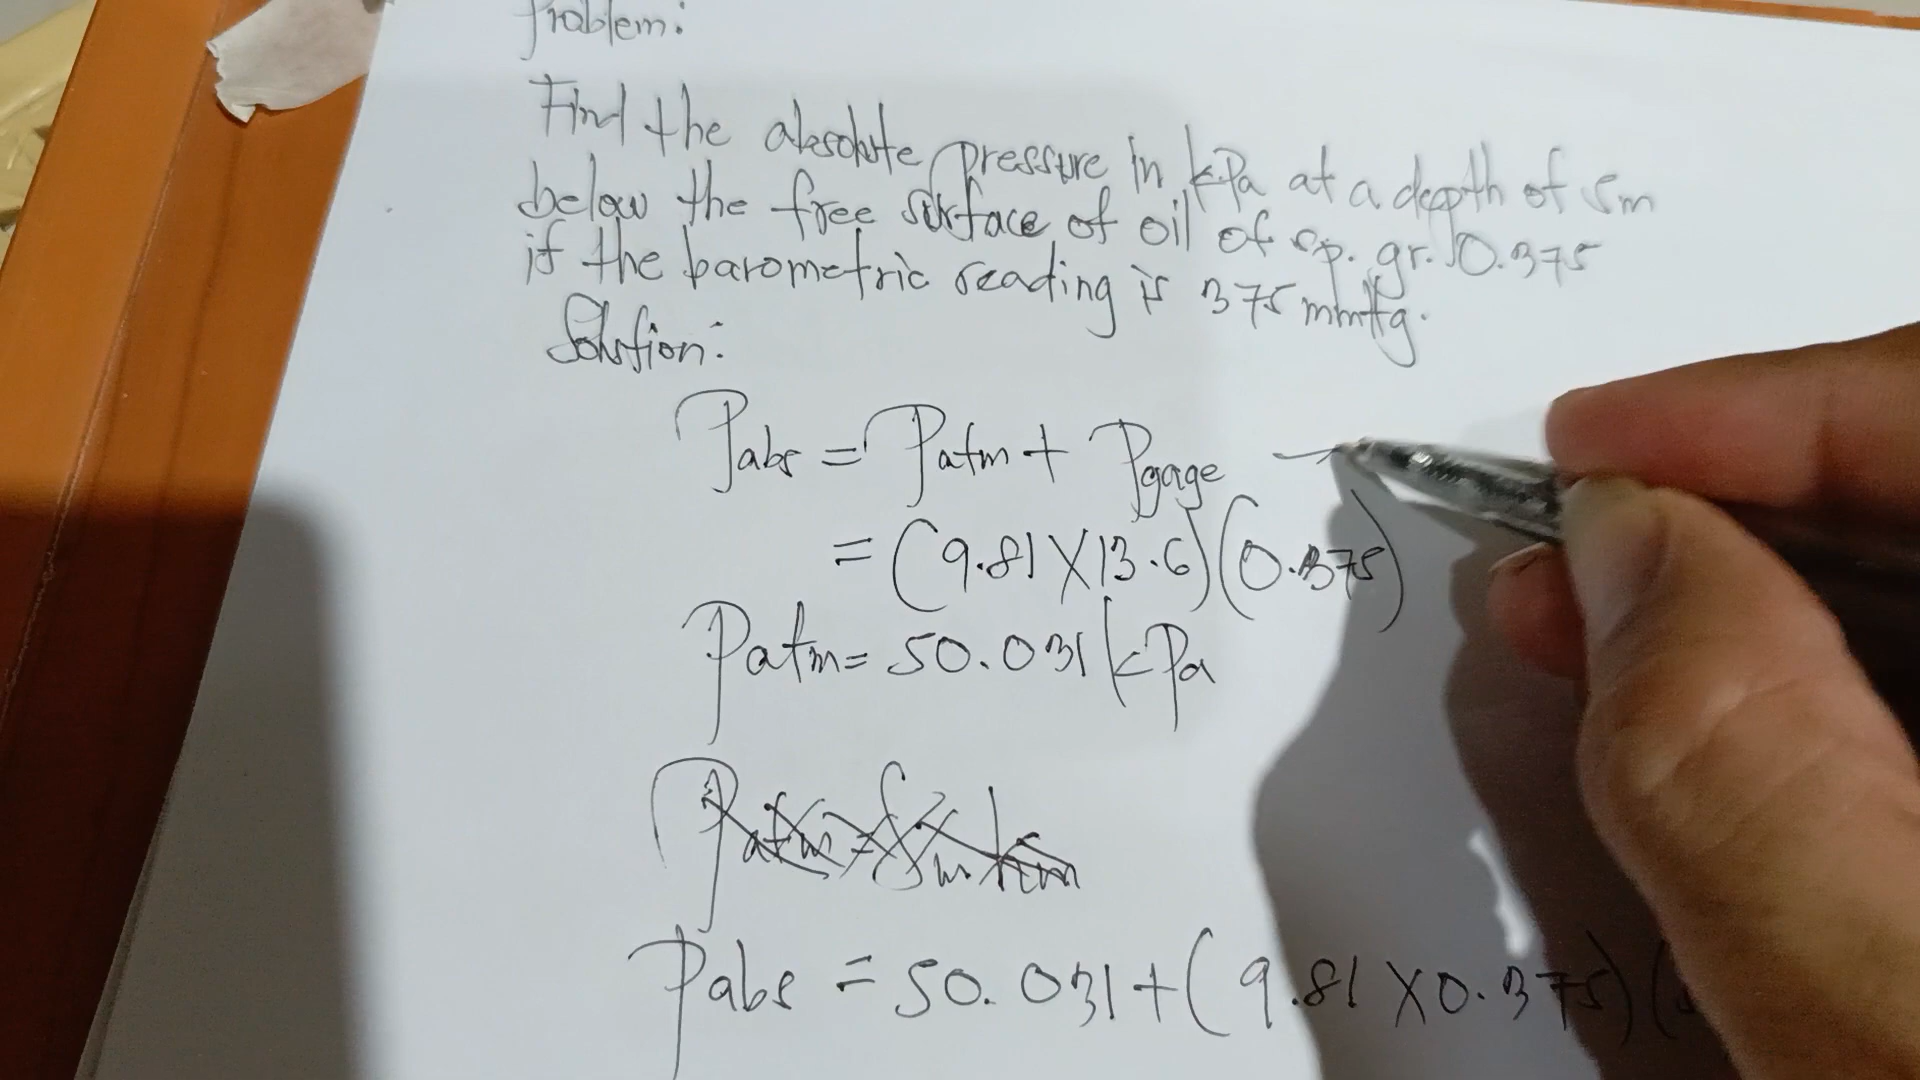 Problem:
Find the absolute pressure in kPa at a depth of 5m
below the free surface of oil of sp. gr. 0.375
if the barometric reading is 375 mmHg.
Solution:
Pabs = Patm + Pgage
= (9.81 X 13.6)(0.375)
Patm = 50.031 kPa
Pabs = 50.031 + (9.81 X 0.375)(